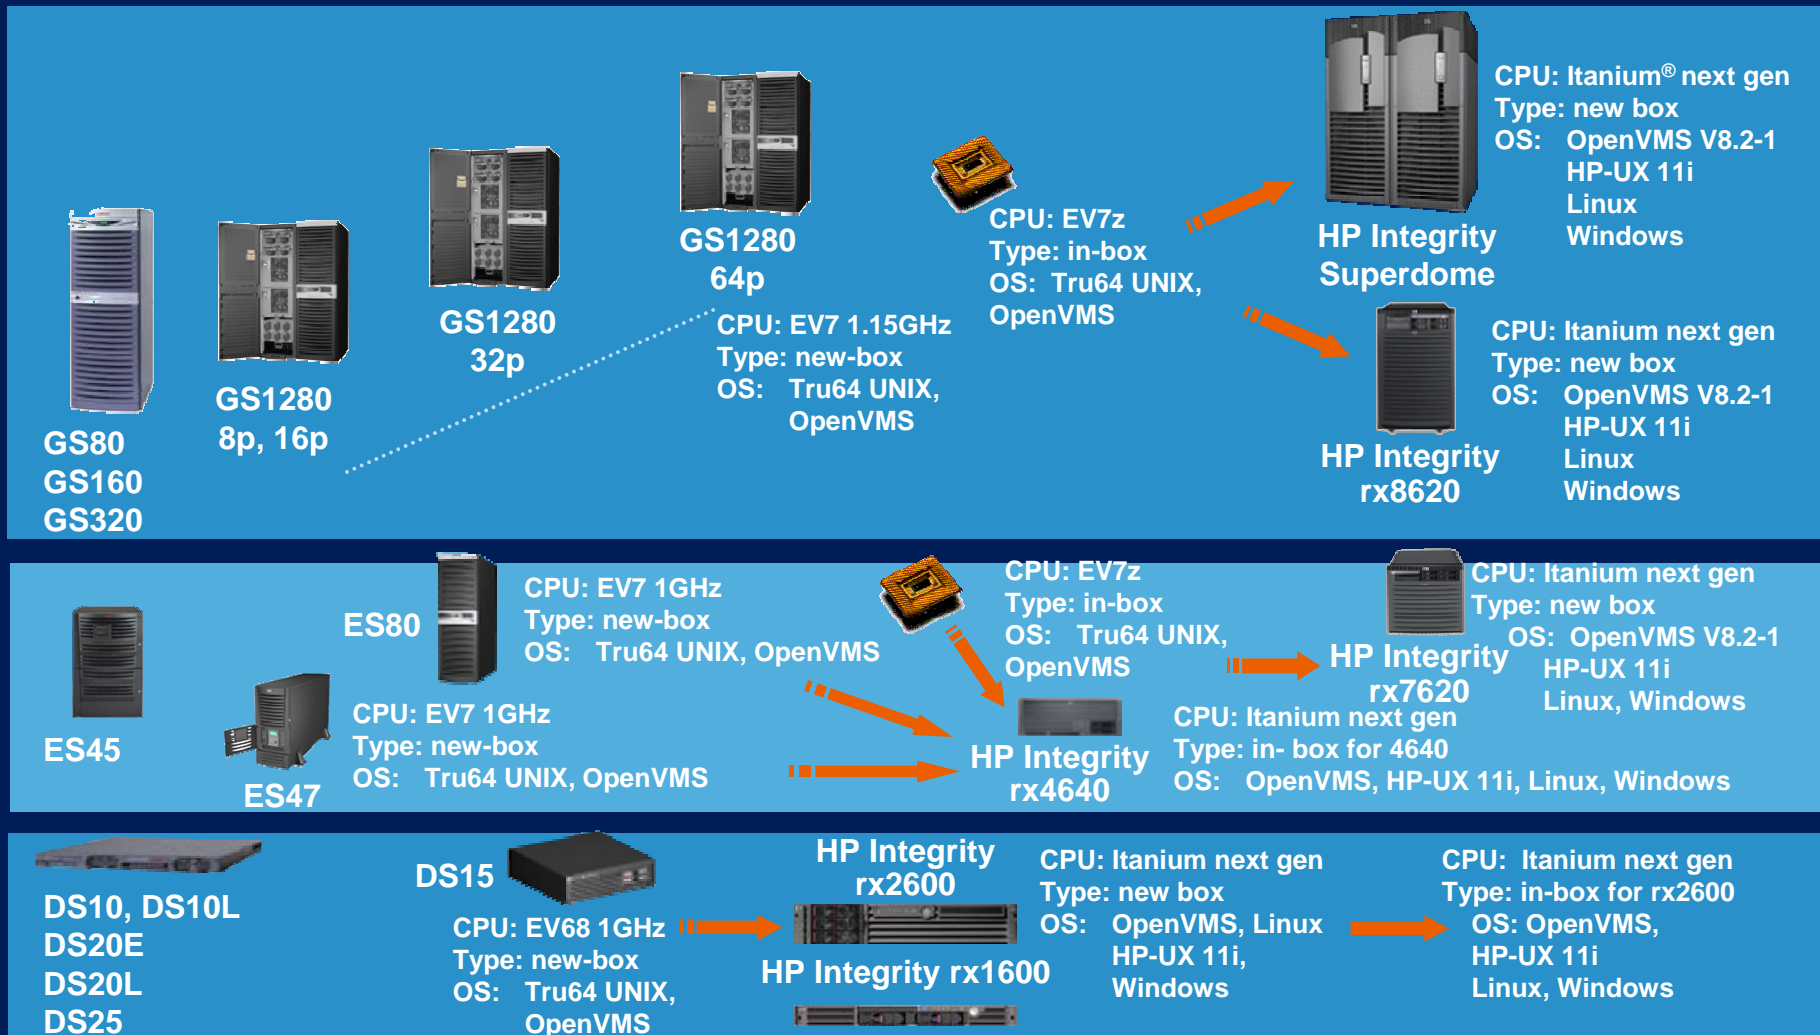 GS80
GS160
GS320
GS1280
8p, 16p
GS1280
32p
GS1280
64p
CPU: EV7 1.15GHz
Type: new-box
OS: Tru64 UNIX,
OpenVMS
CPU: EV7z
Type: in-box
OS: Tru64 UNIX,
OpenVMS
HP Integrity
Superdome
CPU: Itanium® next gen
Type: new box
OS: OpenVMS V8.2-1
HP-UX 11i
Linux
Windows
HP Integrity
rx8620
CPU: Itanium next gen
Type: new box
OS: OpenVMS V8.2-1
HP-UX 11i
Linux
Windows
ES45
ES47
CPU: EV7 1GHz
Type: new-box
OS: Tru64 UNIX, OpenVMS
ES80
CPU: EV7 1GHz
Type: new-box
OS: Tru64 UNIX, OpenVMS
CPU: EV7z
Type: in-box
OS: Tru64 UNIX,
OpenVMS
HP Integrity
rx7620
CPU: Itanium next gen
Type: new box
OS: OpenVMS V8.2-1
HP-UX 11i
Linux, Windows
HP Integrity
rx4640
CPU: Itanium next gen
Type: in- box for 4640
OS: OpenVMS, HP-UX 11i, Linux, Windows
DS10, DS10L
DS20E
DS20L
DS25
DS15
CPU: EV68 1GHz
Type: new-box
OS: Tru64 UNIX,
OpenVMS
HP Integrity
rx2600
HP Integrity rx1600
CPU: Itanium next gen
Type: new box
OS: OpenVMS, Linux
HP-UX 11i,
Windows
CPU: Itanium next gen
Type: in-box for rx2600
OS: OpenVMS,
HP-UX 11i
Linux, Windows